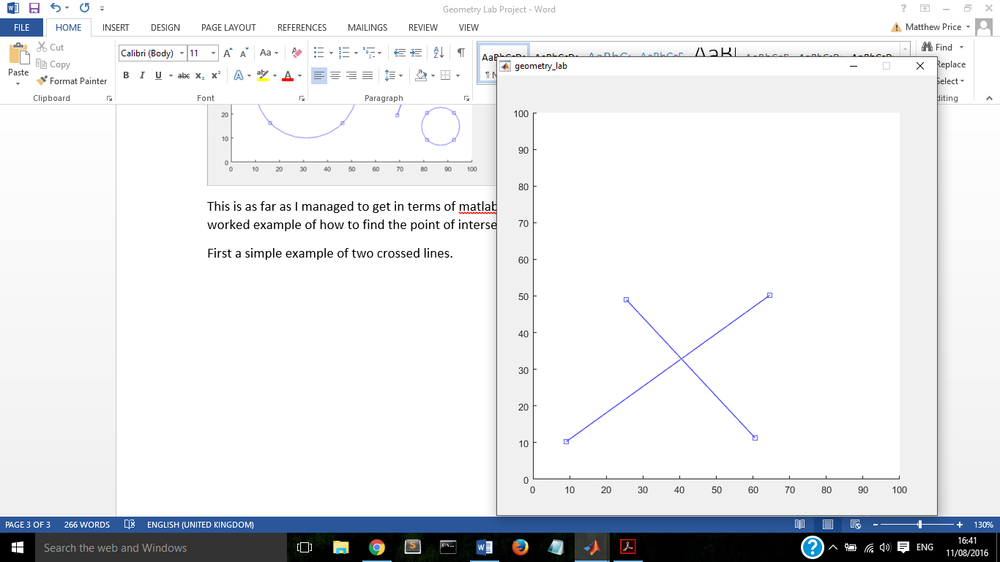 Geometry Lab Project - Word
?
FILE HOME INSERT DESIGN PAGE LAYOUT REFERENCES MAILINGS REVIEW VIEW Matthew Price
Paste
Cut
Copy
Format Painter
Clipboard
Calibri (Body) 11 A A Aa
B I U abc A ab A
Font
A Z ¶
Paragraph
AaBbCcDc AaBbCcDc
¶ N
Find
Replace
Select
diting
geometry_lab
20
10
0
0 10 20 30 40 50 60 70 80 90 100
This is as far as I managed to get in terms of matlab
worked example of how to find the point of interse
First a simple example of two crossed lines.
100
90
80
70
60
50
40
30
20
10
0
0 10 20 30 40 50 60 70 80 90 100
PAGE 3 OF 3 266 WORDS ENGLISH (UNITED KINGDOM) - + 130%
Search the web and Windows
? ENG
16:41
11/08/2016